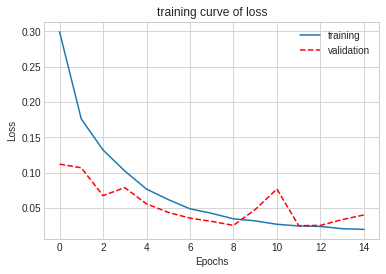 training curve of loss
training
validation
Loss
0.30
0.25
0.20
0.15
0.10
0.05
0 2 4 6 8 10 12 14
Epochs